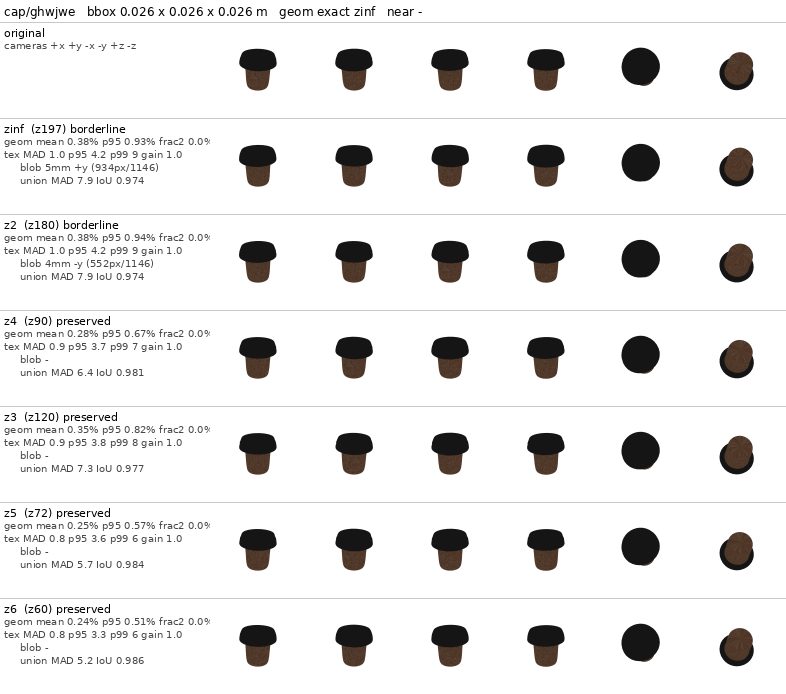 cap/ghwjwe bbox 0.026 x 0.026 x 0.026 m geom exact zinf near -
original
cameras +x +y -x -y +z -z
zinf (z197) borderline
geom mean 0.38% p95 0.93% frac2 0.0%
tex MAD 1.0 p95 4.2 p99 9 gain 1.0
blob 5mm +y (934px/1146)
union MAD 7.9 IoU 0.974
z2 (z180) borderline
geom mean 0.38% p95 0.94% frac2 0.0%
tex MAD 1.0 p95 4.2 p99 9 gain 1.0
blob 4mm -y (552px/1146)
union MAD 7.9 IoU 0.974
z4 (z90) preserved
geom mean 0.28% p95 0.67% frac2 0.0%
tex MAD 0.9 p95 3.7 p99 7 gain 1.0
blob -
union MAD 6.4 IoU 0.981
z3 (z120) preserved
geom mean 0.35% p95 0.82% frac2 0.0%
tex MAD 0.9 p95 3.8 p99 8 gain 1.0
blob -
union MAD 7.3 IoU 0.977
z5 (z72) preserved
geom mean 0.25% p95 0.57% frac2 0.0%
tex MAD 0.8 p95 3.6 p99 6 gain 1.0
blob -
union MAD 5.7 IoU 0.984
z6 (z60) preserved
geom mean 0.24% p95 0.51% frac2 0.0%
tex MAD 0.8 p95 3.3 p99 6 gain 1.0
blob -
union MAD 5.2 IoU 0.986